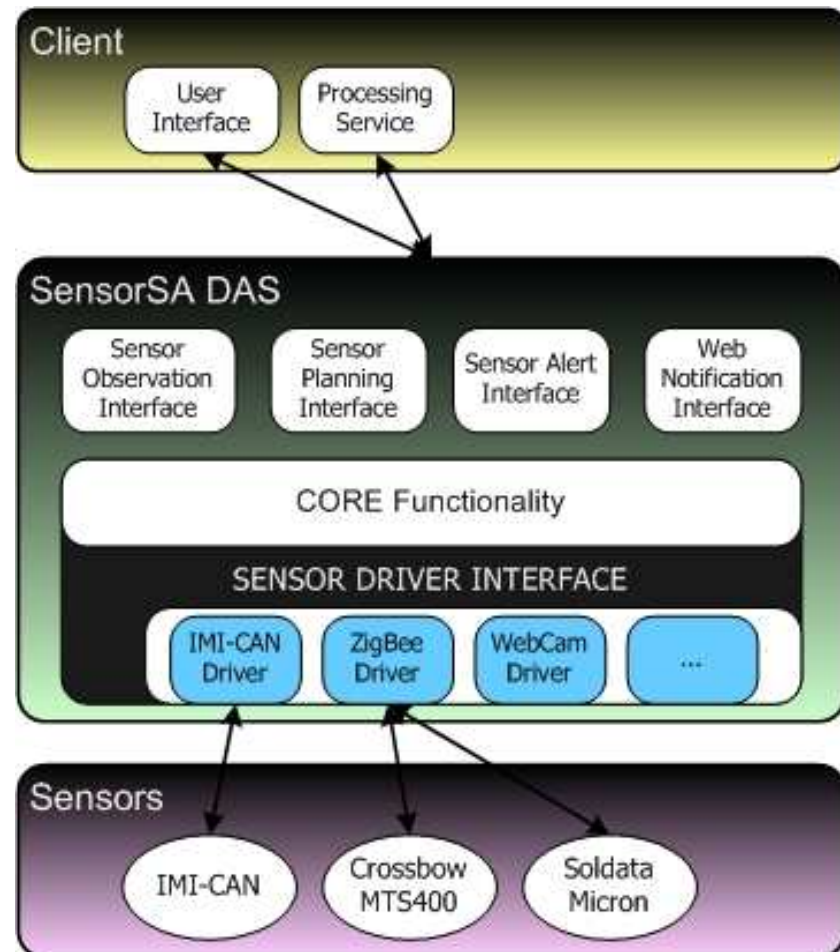 Client
User
Interface
Processing
Service
SensorSA DAS
Sensor
Observation
Interface
Sensor
Planning
Interface
Sensor Alert
Interface
Web
Notification
Interface
CORE Functionality
SENSOR DRIVER INTERFACE
IMI-CAN
Driver
ZigBee
Driver
WebCam
Driver
...
Sensors
IMI-CAN
Crossbow
MTS400
Soldata
Micron